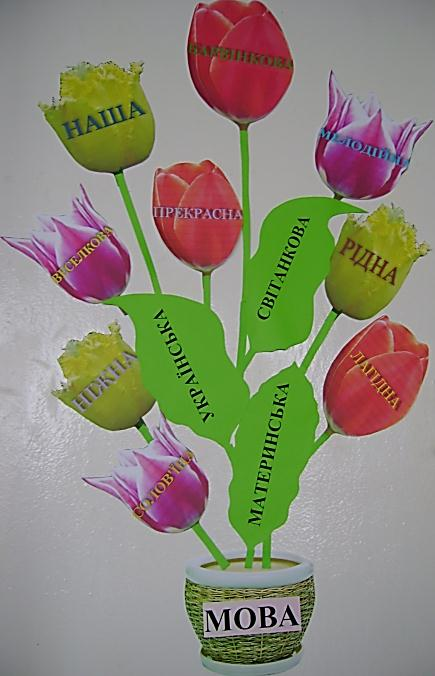 БАРВІНКОВА
НАША
МЕЛОДІЙНА
ПРЕКРАСНА
ВЕСЕЛКОВА
СВІТАНКОВА
РІДНА
УКРАЇНСЬКА
НІЖНА
ЛАГІДНА
МАТЕРИНСЬКА
СОЛОВ'ЇНА
МОВА